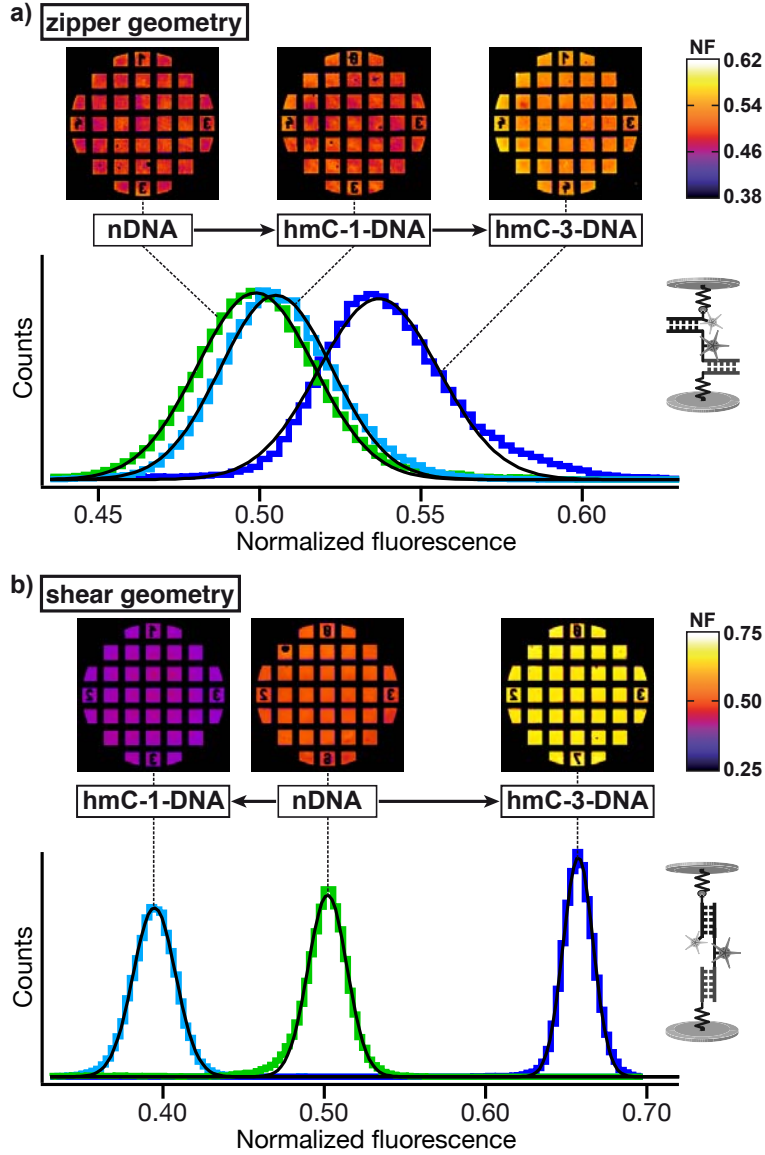 a) zipper geometry
NF
0.62
0.54
0.46
0.38
nDNA hmC-1-DNA hmC-3-DNA
Counts
0.45 0.50 0.55 0.60
Normalized fluorescence
b) shear geometry
NF
0.75
0.50
0.25
hmC-1-DNA nDNA hmC-3-DNA
Counts
0.40 0.50 0.60 0.70
Normalized fluorescence